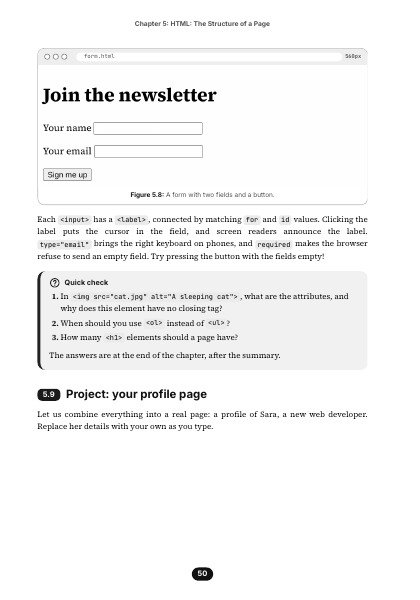 Chapter 5: HTML: The Structure of a Page
form.html 560px
Join the newsletter
Your name
Your email
Sign me up
Figure 5.8: A form with two fields and a button.
Each <input> has a <label>, connected by matching for and id values. Clicking the
label puts the cursor in the field, and screen readers announce the label.
type="email" brings the right keyboard on phones, and required makes the browser
refuse to send an empty field. Try pressing the button with the fields empty!
? Quick check
1. In <img src="cat.jpg" alt="A sleeping cat">, what are the attributes, and
why does this element have no closing tag?
2. When should you use <ol> instead of <ul>?
3. How many <h1> elements should a page have?
The answers are at the end of the chapter, after the summary.
5.9 Project: your profile page
Let us combine everything into a real page: a profile of Sara, a new web developer.
Replace her details with your own as you type.
50